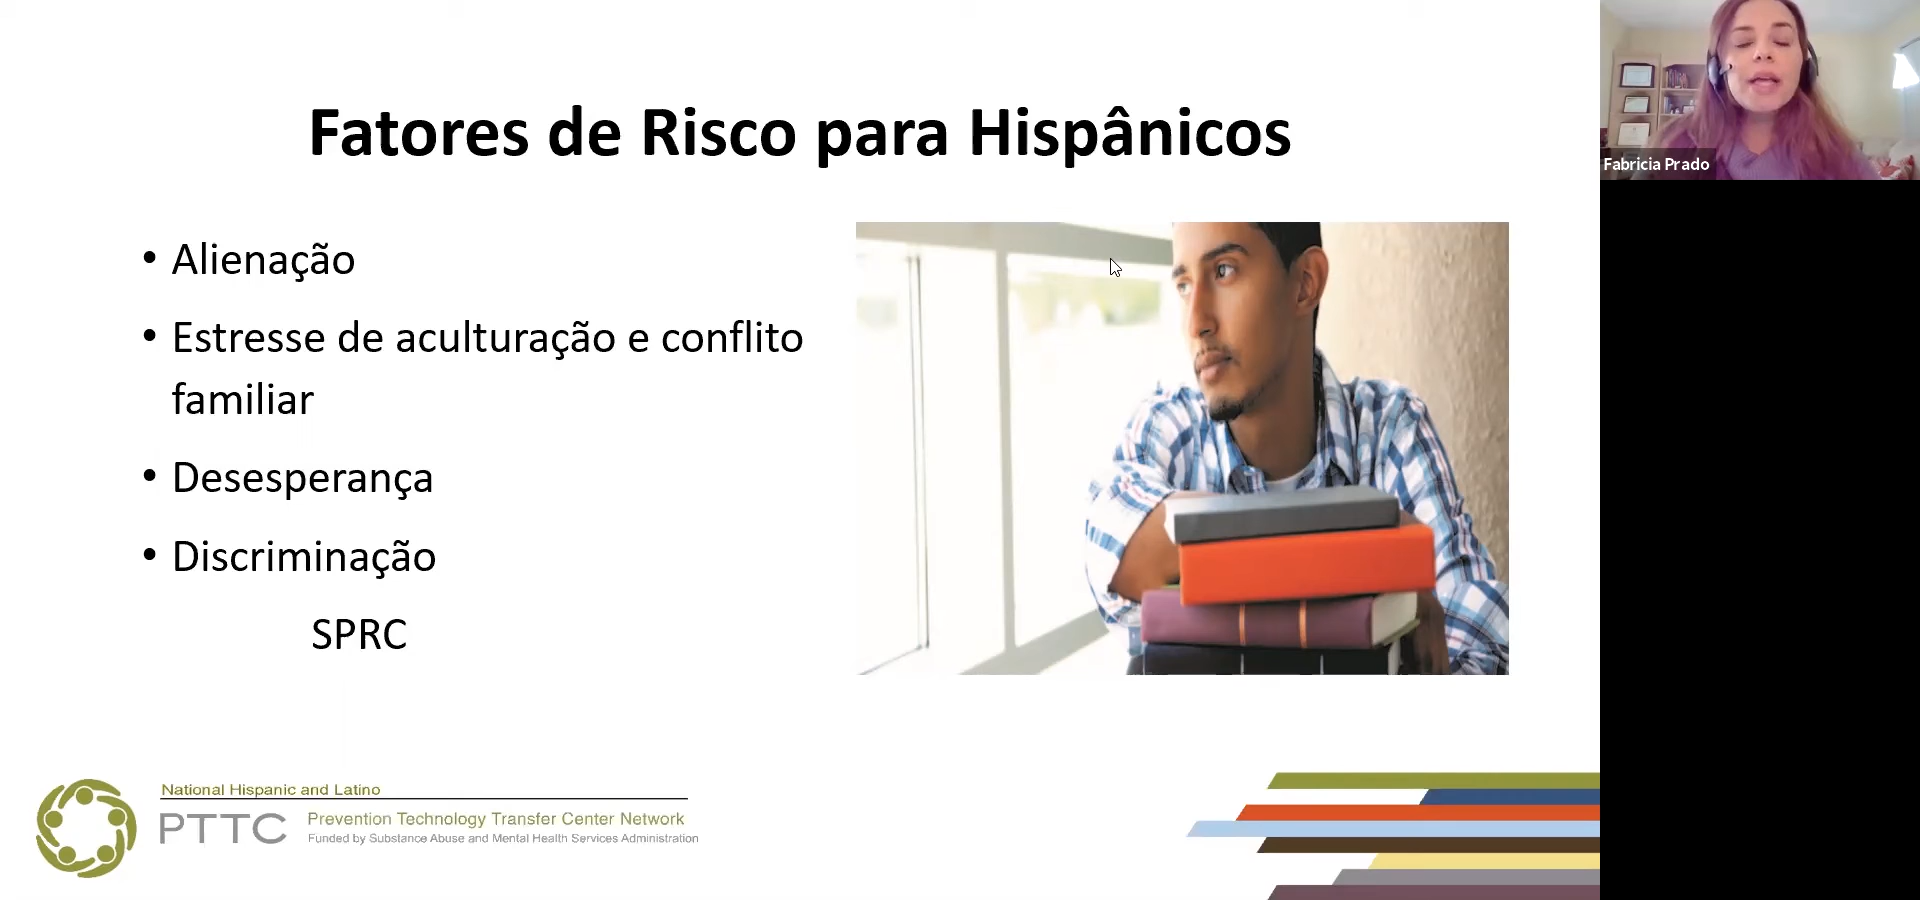 Fatores de Risco para Hispânicos
• Alienação
• Estresse de aculturação e conflito
familiar
• Desesperança
• Discriminação
SPRC
National Hispanic and Latino
PTTC
Prevention Technology Transfer Center Network
Funded by Substance Abuse and Mental Health Services Administration
Fabricia Prado